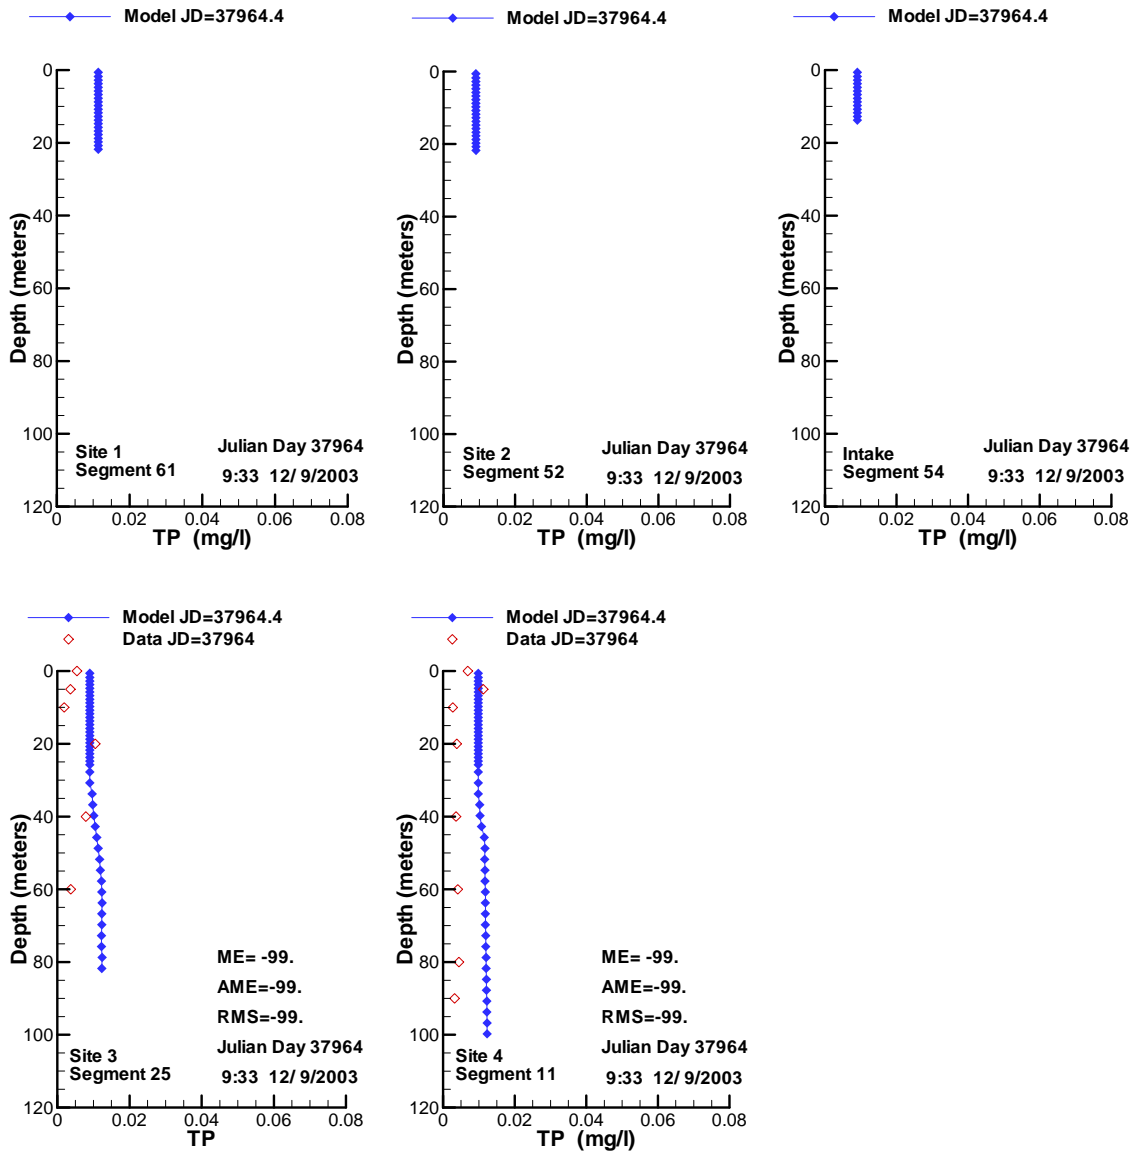 Model JD=37964.4
0
20
40
60
80
100
120
Depth (meters)
Site 1
Segment 61
Julian Day 37964
9:33 12/ 9/2003
0 0.02 0.04 0.06 0.08
TP (mg/l)
Model JD=37964.4
0
20
40
60
80
100
120
Depth (meters)
Site 2
Segment 52
Julian Day 37964
9:33 12/ 9/2003
0 0.02 0.04 0.06 0.08
TP (mg/l)
Model JD=37964.4
0
20
40
60
80
100
120
Depth (meters)
Intake
Segment 54
Julian Day 37964
9:33 12/ 9/2003
0 0.02 0.04 0.06 0.08
TP (mg/l)
Model JD=37964.4
Data JD=37964
0
20
40
60
80
100
120
Depth (meters)
ME= -99.
AME=-99.
RMS=-99.
Site 3
Segment 25
Julian Day 37964
9:33 12/ 9/2003
0 0.02 0.04 0.06 0.08
TP
Model JD=37964.4
Data JD=37964
0
20
40
60
80
100
120
Depth (meters)
ME= -99.
AME=-99.
RMS=-99.
Site 4
Segment 11
Julian Day 37964
9:33 12/ 9/2003
0 0.02 0.04 0.06 0.08
TP (mg/l)